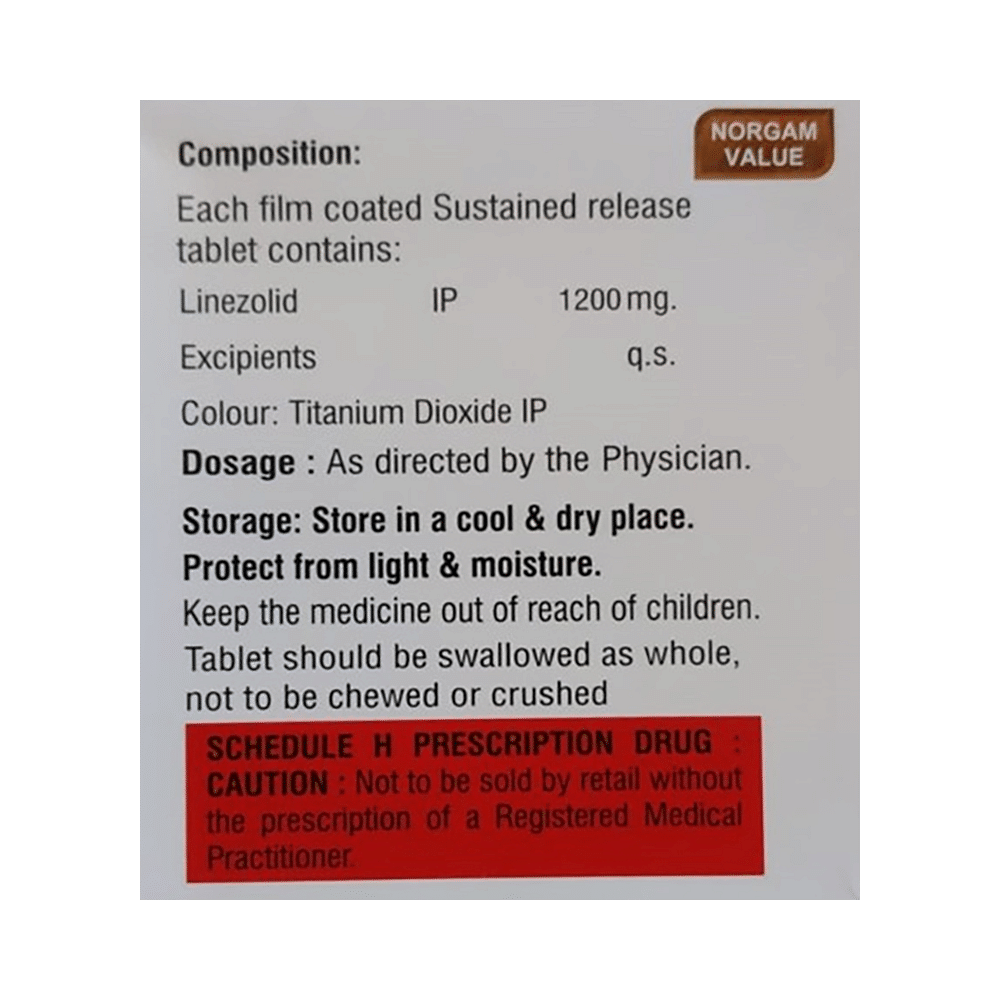 NORGAM
VALUE
Composition:
Each film coated Sustained release
tablet contains:
Linezolid IP 1200 mg.
Excipients q.s.
Colour: Titanium Dioxide IP
Dosage : As directed by the Physician.
Storage: Store in a cool & dry place.
Protect from light & moisture.
Keep the medicine out of reach of children.
Tablet should be swallowed as whole,
not to be chewed or crushed
SCHEDULE H PRESCRIPTION DRUG :
CAUTION : Not to be sold by retail without
the prescription of a Registered Medical
Practitioner.